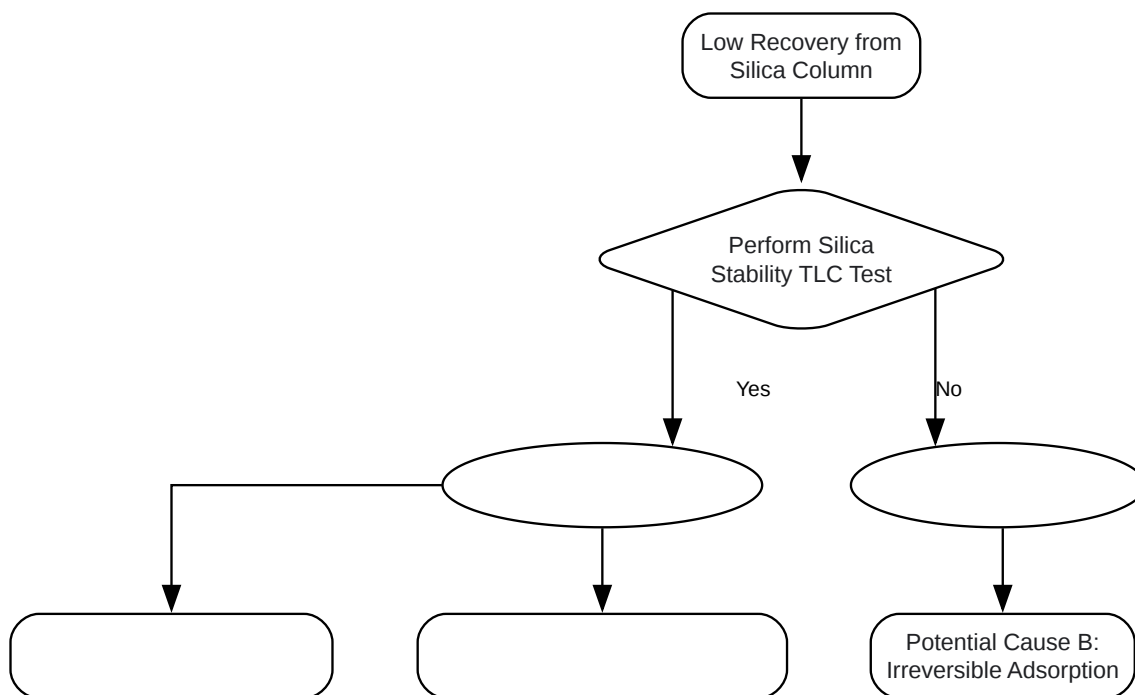 Low Recovery from
Silica Column
Perform Silica
Stability TLC Test
Yes
No
Potential Cause B:
Irreversible Adsorption